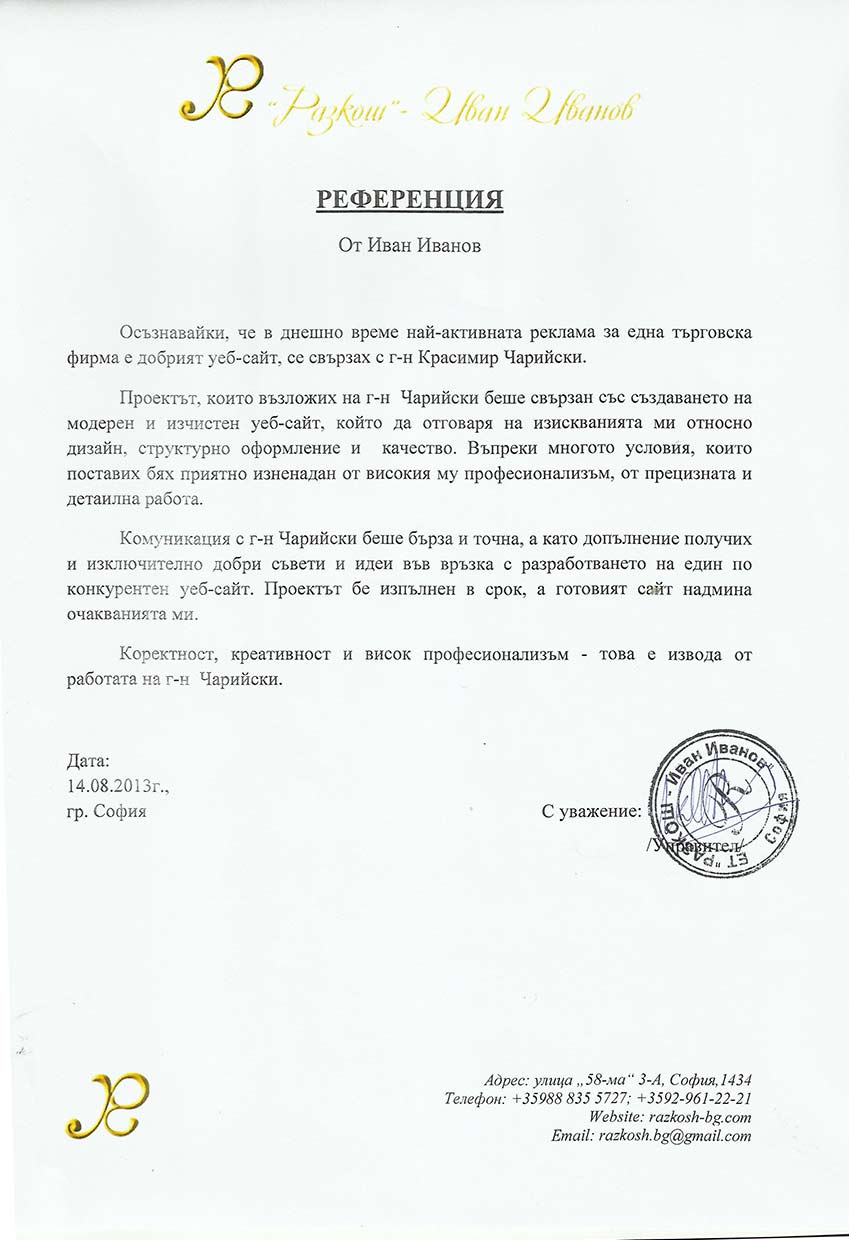 "Разкош"- Иван Иванов
РЕФЕРЕНЦИЯ
От Иван Иванов
Осъзнавайки, че в днешно време най-активната реклама за една търговска
фирма е добрият уеб-сайт, се свързах с г-н Красимир Чарийски.
Проектът, които възложих на г-н Чарийски беше свързан със създаването на
модерен и изчистен уеб-сайт, който да отговаря на изискванията ми относно
дизайн, структурно оформление и качество. Въпреки многото условия, които
поставих бях приятно изненадан от високия му професионализъм, от прецизната и
детаилна работа.
Комуникация с г-н Чарийски беше бърза и точна, а като допълнение получих
и изключително добри съвети и идеи във връзка с разработването на един по
конкурентен уеб-сайт. Проектът бе изпълнен в срок, а готовият сайт надмина
очакванията ми.
Коректност, креативност и висок професионализъм - това е извода от
работата на г-н Чарийски.
Дата:
14.08.2013г.,
гр. София
С уважение:
/Управител/
ЕТ "РАЗКОШ - Иван Иванов"
София
Адрес: улица „58-ма“ 3-А, София,1434
Телефон: +35988 835 5727; +3592-961-22-21
Website: razkosh-bg.com
Email: razkosh.bg@gmail.com